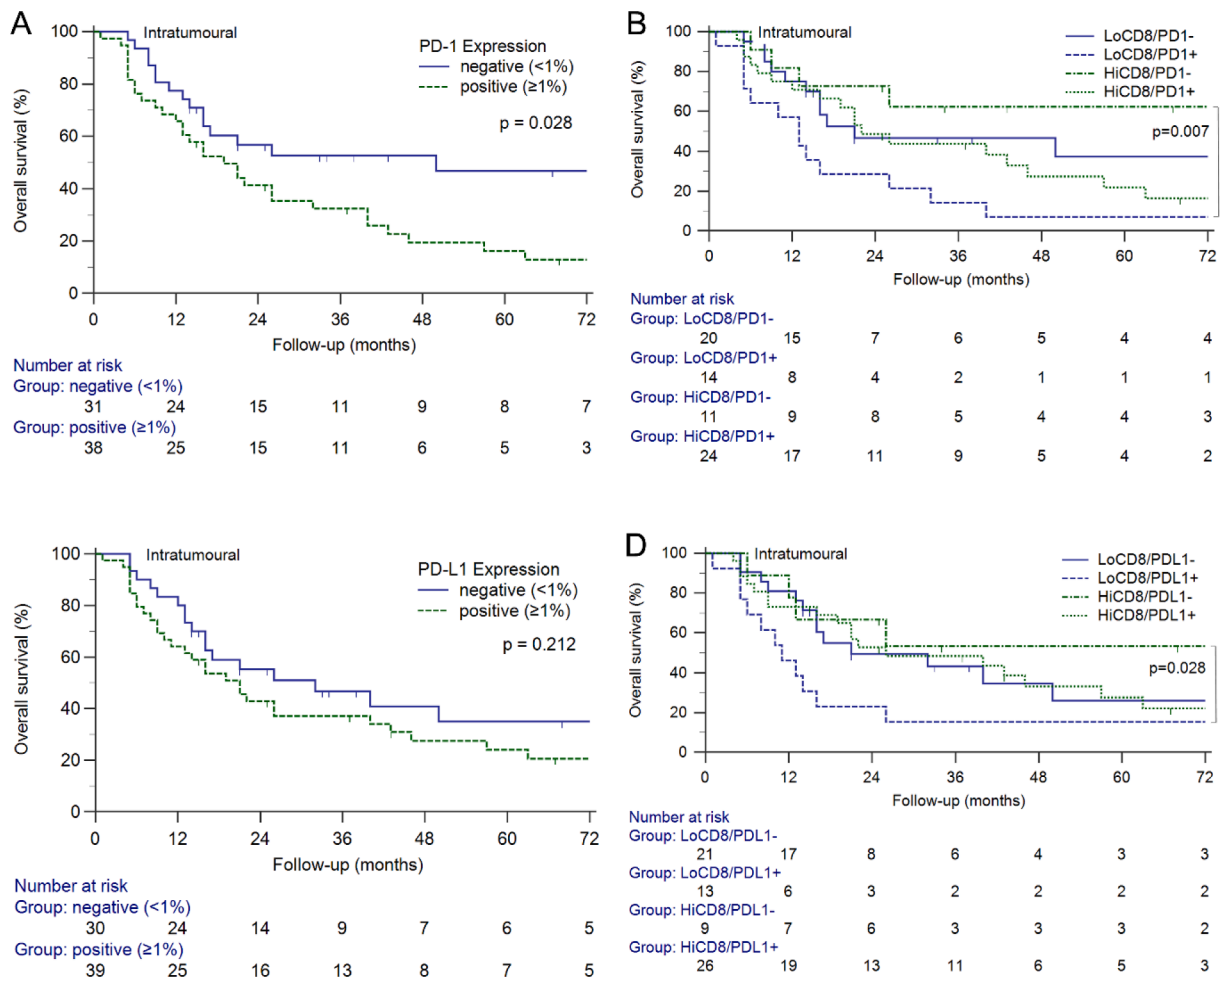 A
Intratumoural
PD-1 Expression
negative (<1%)
positive (≥1%)
p = 0.028
Overall survival (%)
100
80
60
40
20
0
0 12 24 36 48 60 72
Follow-up (months)
Number at risk
Group: negative (<1%)
31 24 15 11 9 8 7
Group: positive (≥1%)
38 25 15 11 6 5 3
B
Intratumoural
LoCD8/PD1-
LoCD8/PD1+
HiCD8/PD1-
HiCD8/PD1+
p=0.007
Overall survival (%)
100
80
60
40
20
0
0 12 24 36 48 60 72
Follow-up (months)
Number at risk
Group: LoCD8/PD1-
20 15 7 6 5 4 4
Group: LoCD8/PD1+
14 8 4 2 1 1 1
Group: HiCD8/PD1-
11 9 8 5 4 4 3
Group: HiCD8/PD1+
24 17 11 9 5 4 2
Intratumoural
PD-L1 Expression
negative (<1%)
positive (≥1%)
p = 0.212
Overall survival (%)
100
80
60
40
20
0
0 12 24 36 48 60 72
Follow-up (months)
Number at risk
Group: negative (<1%)
30 24 14 9 7 6 5
Group: positive (≥1%)
39 25 16 13 8 7 5
D
Intratumoural
LoCD8/PDL1-
LoCD8/PDL1+
HiCD8/PDL1-
HiCD8/PDL1+
p=0.028
Overall survival (%)
100
80
60
40
20
0
0 12 24 36 48 60 72
Follow-up (months)
Number at risk
Group: LoCD8/PDL1-
21 17 8 6 4 3 3
Group: LoCD8/PDL1+
13 6 3 2 2 2 2
Group: HiCD8/PDL1-
9 7 6 3 3 3 2
Group: HiCD8/PDL1+
26 19 13 11 6 5 3